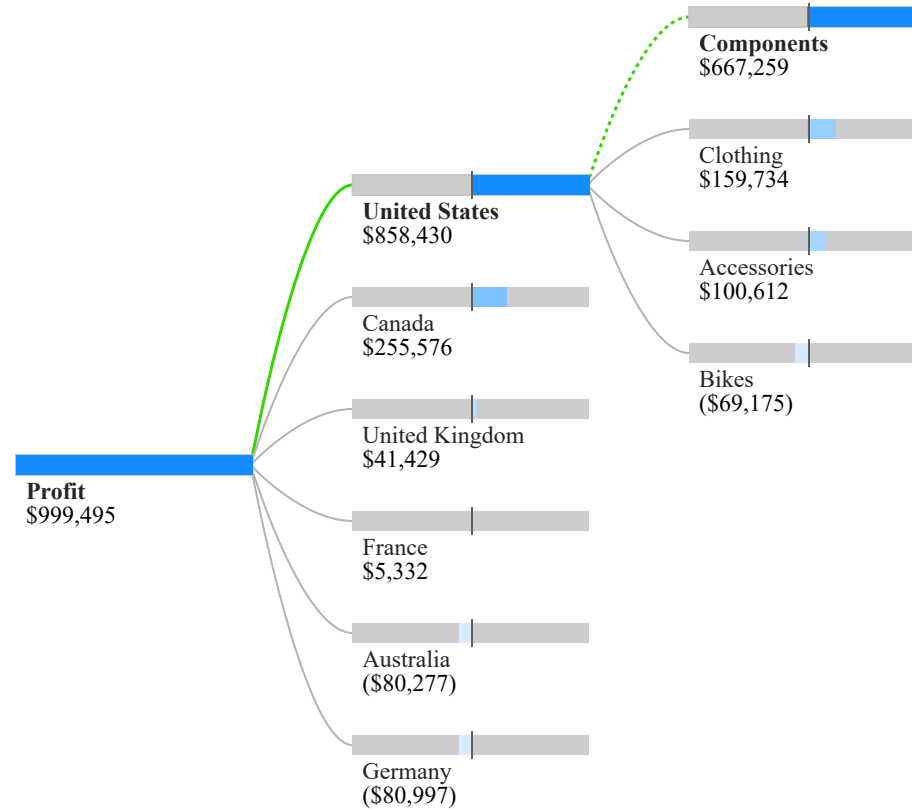 Profit
$999,495
United States
$858,430
Canada
$255,576
United Kingdom
$41,429
France
$5,332
Australia
($80,277)
Germany
($80,997)
Components
$667,259
Clothing
$159,734
Accessories
$100,612
Bikes
($69,175)